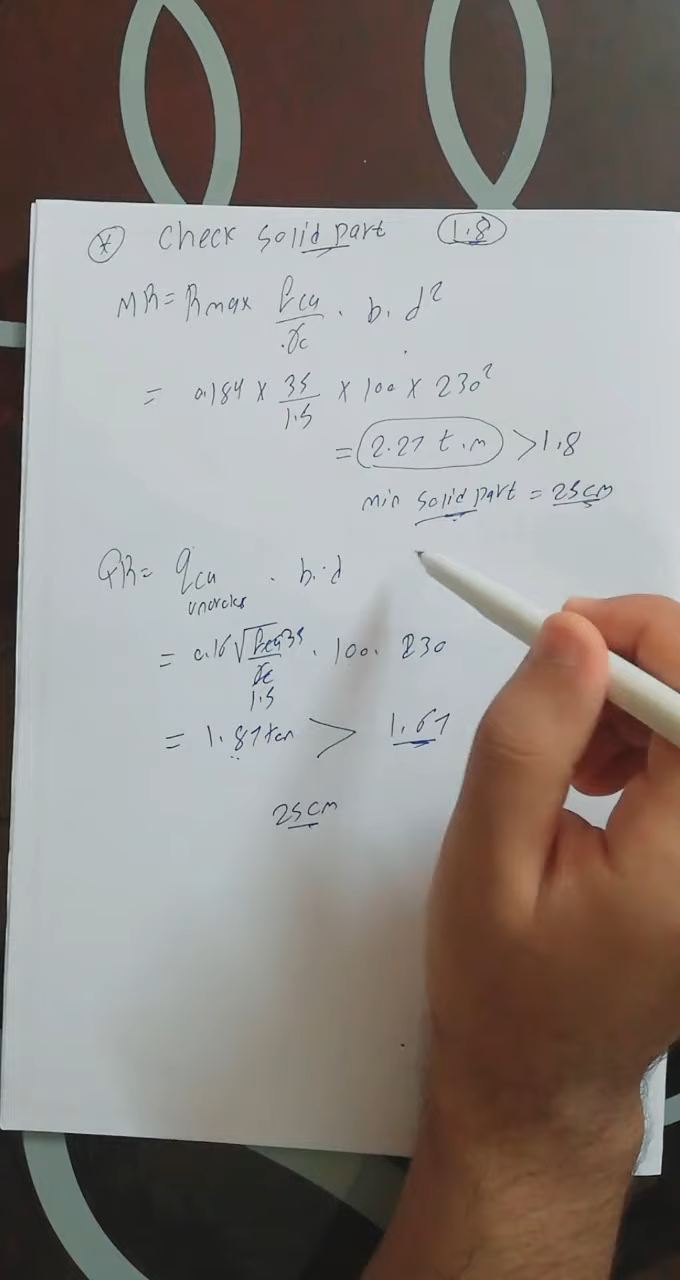 * Check Solid Part 1.8
MR = Rmax Fcu/γc . b . d²
= 0.184 × 35/1.5 × 100 × 230²
= 2.27 t.m > 1.8
min Solid Part = 25cm
QR = qcu . b.d
= 0.16 √Fcu 35/γc 1.5 . 100 . 230
= 1.87 ton > 1.67
25cm